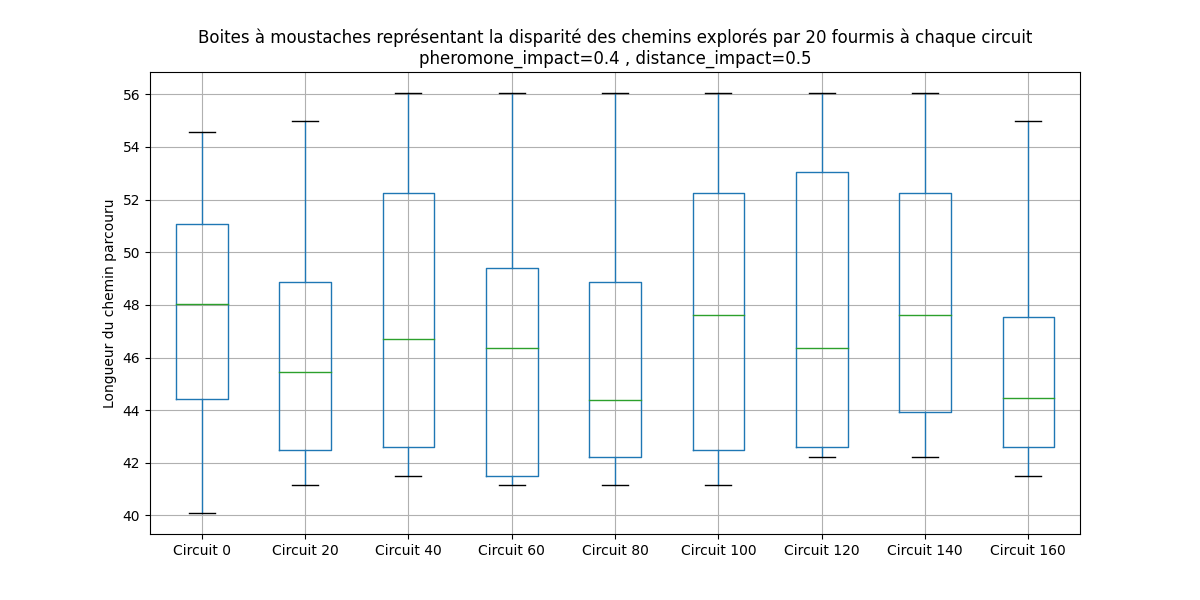 Boites à moustaches représentant la disparité des chemins explorés par 20 fourmis à chaque circuit
pheromone_impact=0.4 , distance_impact=0.5
Longueur du chemin parcouru
56
54
52
50
48
46
44
42
40
Circuit 0 Circuit 20 Circuit 40 Circuit 60 Circuit 80 Circuit 100 Circuit 120 Circuit 140 Circuit 160